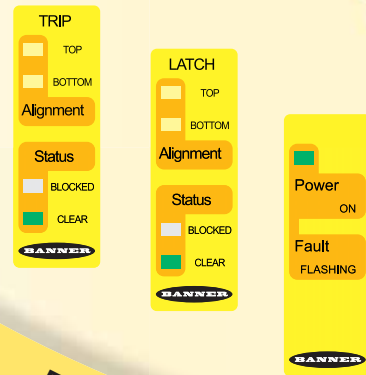 TRIP
TOP
BOTTOM
Alignment
Status
BLOCKED
CLEAR
BANNER
LATCH
TOP
BOTTOM
Alignment
Status
BLOCKED
CLEAR
BANNER
Power
ON
Fault
FLASHING
BANNER